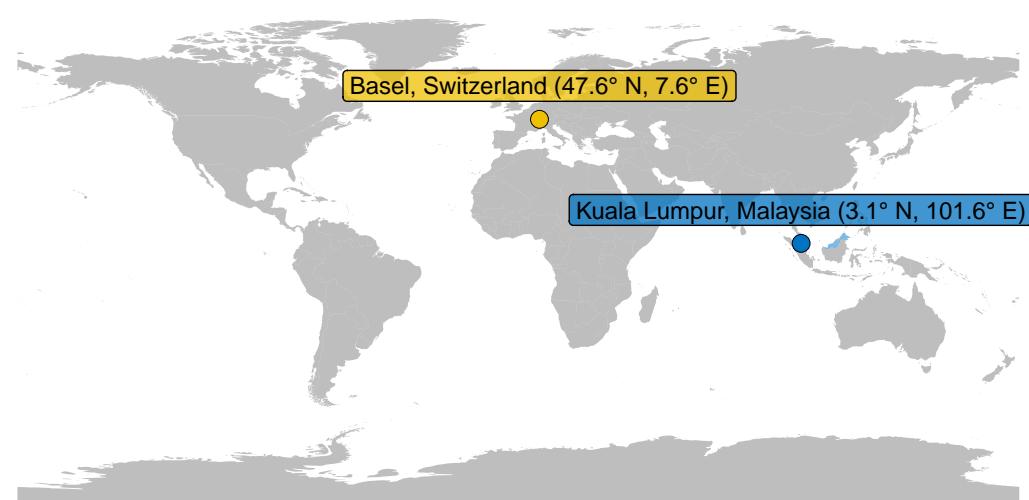 Basel, Switzerland (47.6° N, 7.6° E)
Kuala Lumpur, Malaysia (3.1° N, 101.6° E)